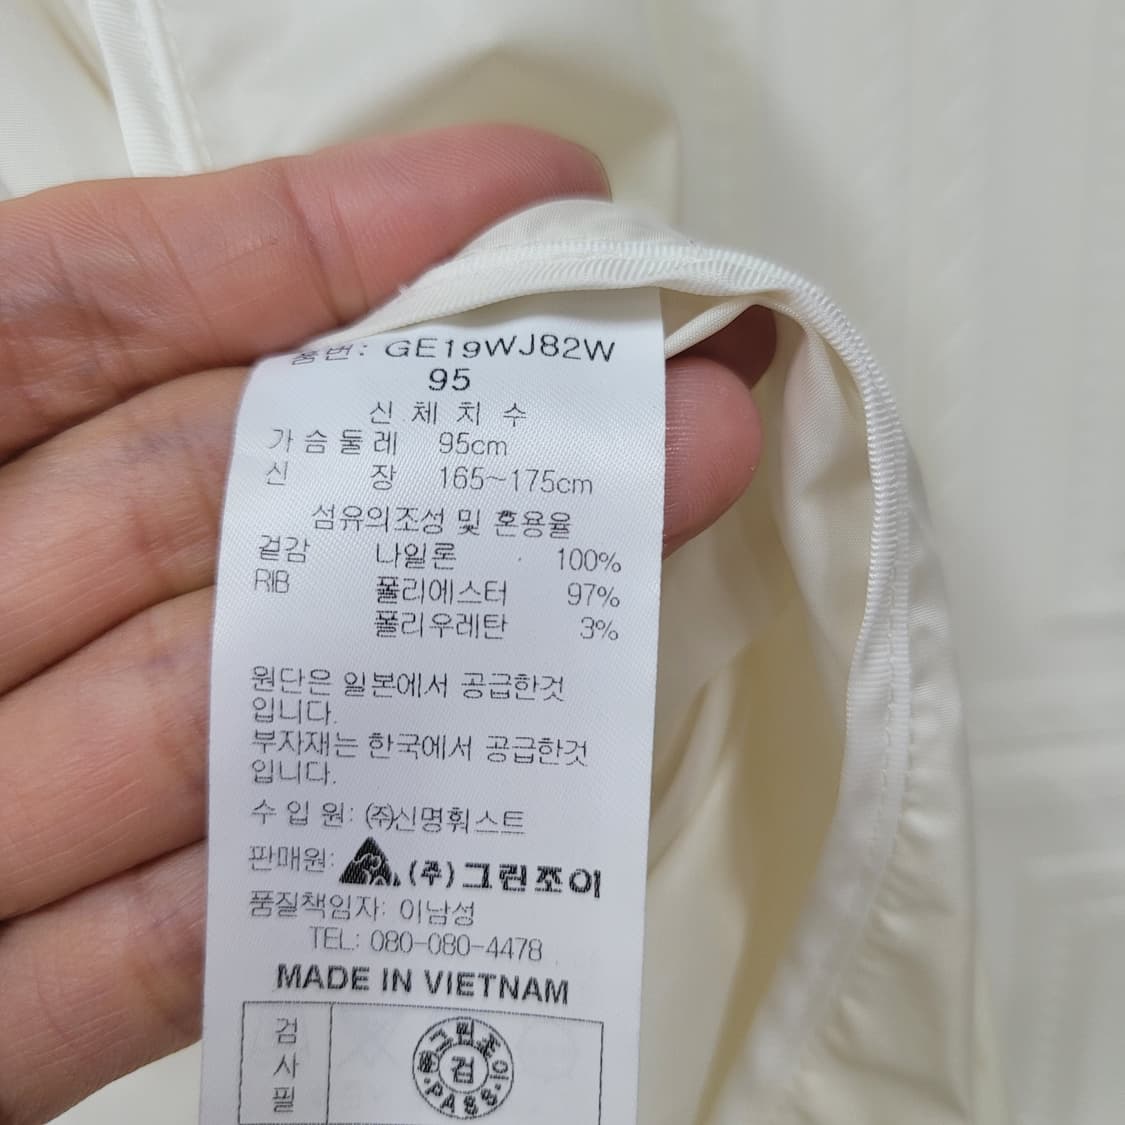 품번: GE19WJ82W
95
신 체 치 수
가 슴 둘 레 95cm
신 장 165~175cm
섬유의조성 및 혼용율
겉감 나일론 100%
RIB 폴리에스터 97%
폴리우레탄 3%
원단은 일본에서 공급한것
입니다.
부자재는 한국에서 공급한것
입니다.
수 입 원: (주)신명훠스트
판매원: (주)그린조이
품질책임자: 이남성
TEL: 080-080-4478
MADE IN VIETNAM
검
사
필
그린조이
검
PASS